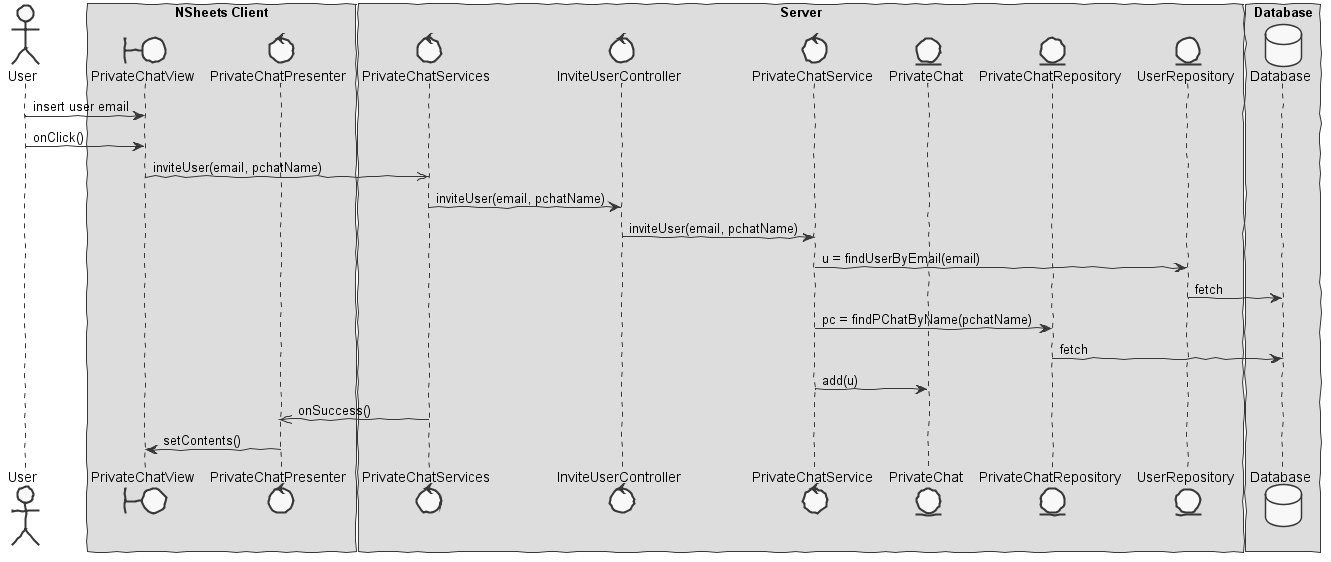 NSheets Client
Server
Database
User
PrivateChatView
PrivateChatPresenter
PrivateChatServices
InviteUserController
PrivateChatService
PrivateChat
PrivateChatRepository
UserRepository
Database
insert user email
onClick()
inviteUser(email, pchatName)
inviteUser(email, pchatName)
inviteUser(email, pchatName)
u = findUserByEmail(email)
fetch
pc = findPChatByName(pchatName)
fetch
add(u)
onSuccess()
setContents()
User
PrivateChatView
PrivateChatPresenter
PrivateChatServices
InviteUserController
PrivateChatService
PrivateChat
PrivateChatRepository
UserRepository
Database